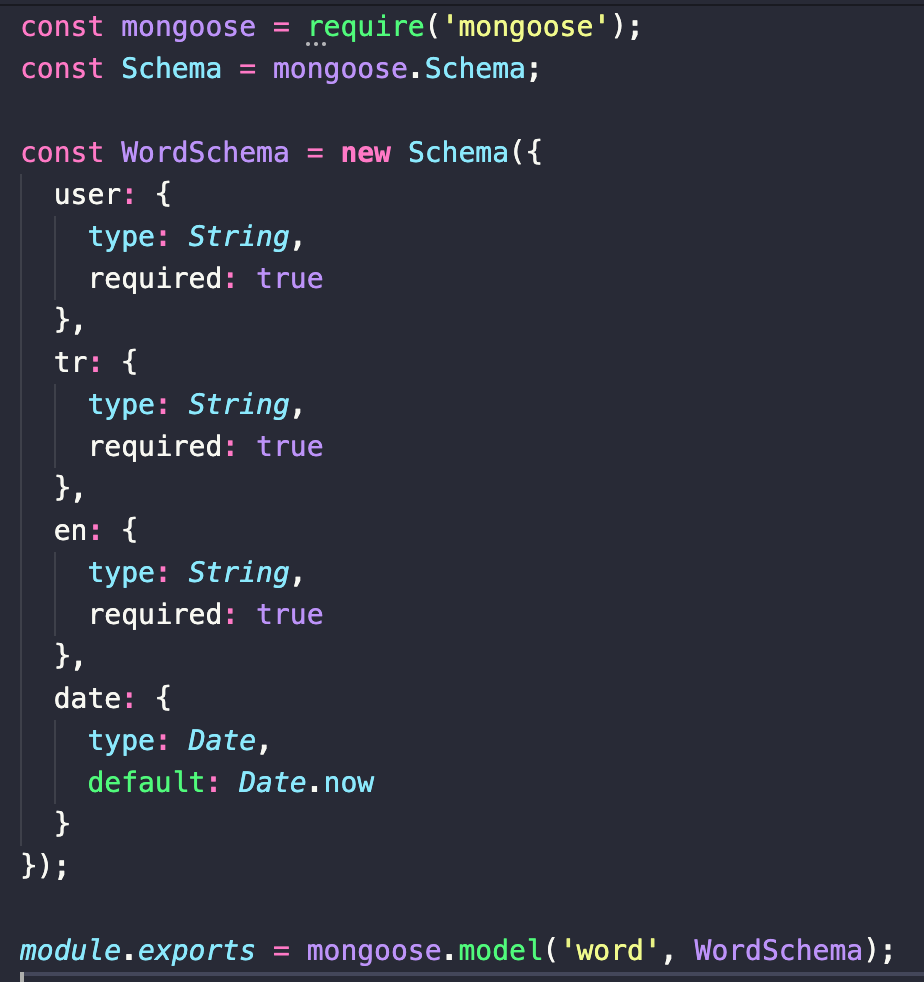 const mongoose = require('mongoose');
const Schema = mongoose.Schema;

const WordSchema = new Schema({
  user: {
    type: String,
    required: true
  },
  tr: {
    type: String,
    required: true
  },
  en: {
    type: String,
    required: true
  },
  date: {
    type: Date,
    default: Date.now
  }
});

module.exports = mongoose.model('word', WordSchema);